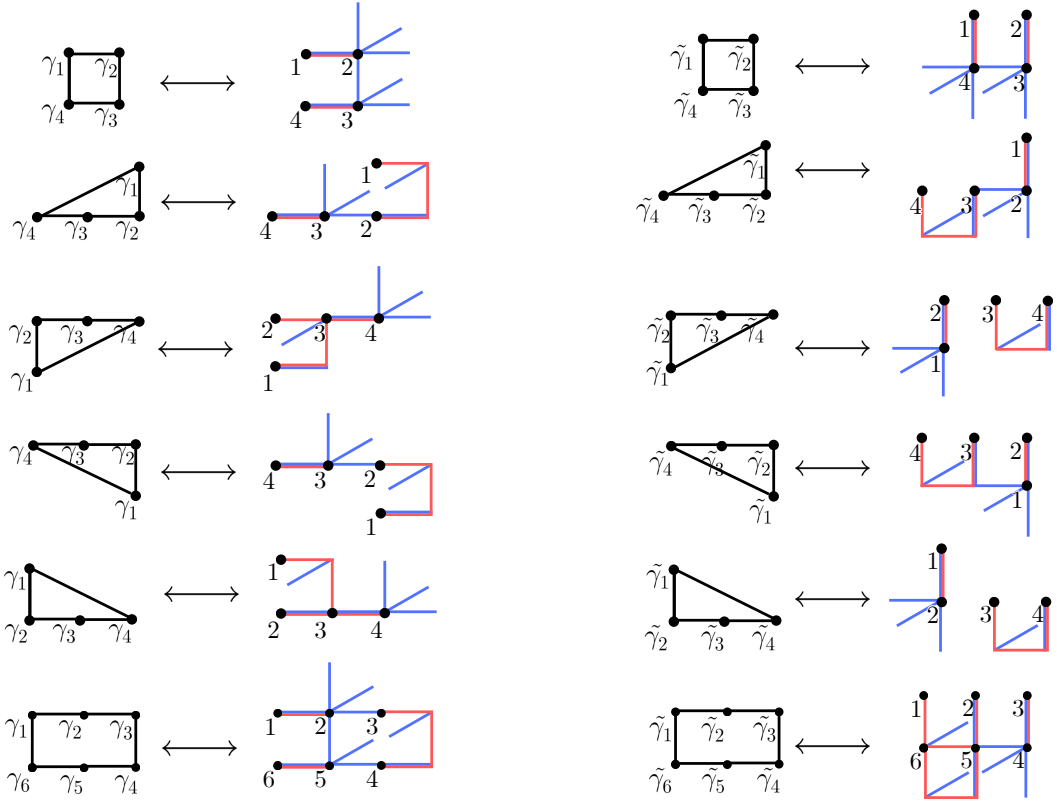 γ₁ γ₂ 1 2 γ̃₁ γ̃₂ 1 2
γ₄ γ₃ 4 3 γ̃₄ γ̃₃ 4 3
γ₁ 1 γ̃₁ 1
γ₄ γ₃ γ₂ 4 3 2 γ̃₄ γ̃₃ γ̃₂ 4 3 2
γ₂ γ₃ γ₄ 2 3 4 γ̃₂ γ̃₃ γ̃₄ 2 3 4
γ₁ 1 γ̃₁ 1
γ₄ γ₃ γ₂ 4 3 2 γ̃₄ γ̃₃ γ̃₂ 4 3 2
γ₁ 1 γ̃₁ 1
γ₁ 1 γ̃₁ 1
γ₂ γ₃ γ₄ 2 3 4 γ̃₂ γ̃₃ γ̃₄ 2 3 4
γ₁ γ₂ γ₃ 1 2 3 γ̃₁ γ̃₂ γ̃₃ 1 2 3
γ₆ γ₅ γ₄ 6 5 4 γ̃₆ γ̃₅ γ̃₄ 6 5 4